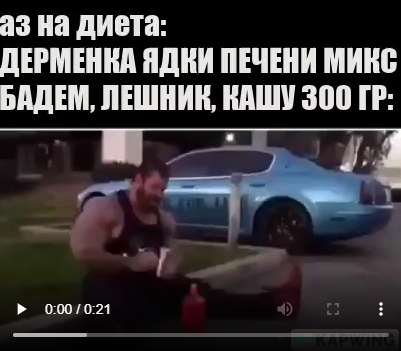 аз на диета:
ДЕРМЕНКА ЯДКИ ПЕЧЕНИ МИКС
БАДЕМ, ЛЕШНИК, КАШУ 300 ГР:
0:00 / 0:21
KAPWING